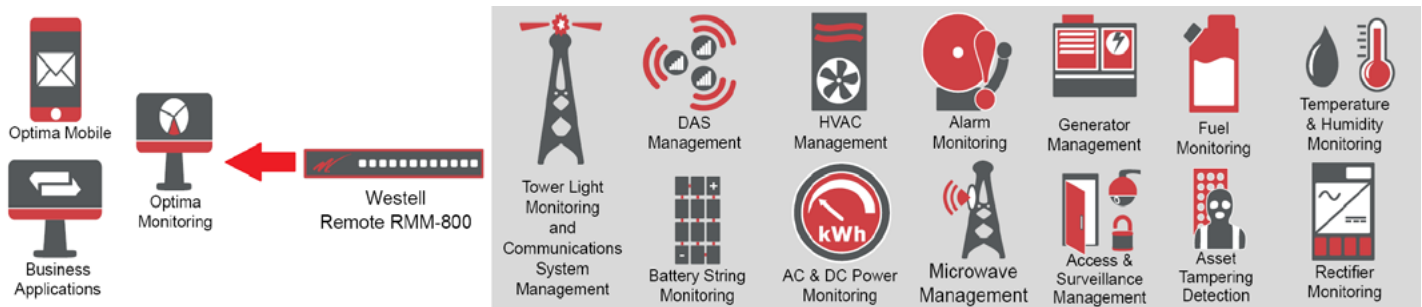 Optima Mobile
Business
Applications
Optima
Monitoring
Westell
Remote RMM-800
Tower Light
Monitoring
and
Communications
System
Management
DAS
Management
HVAC
Management
Alarm
Monitoring
Generator
Management
Fuel
Monitoring
Temperature
& Humidity
Monitoring
+
-
Battery String
Monitoring
kWh
AC & DC Power
Monitoring
Microwave
Management
Access &
Surveillance
Management
Asset
Tampering
Detection
Rectifier
Monitoring